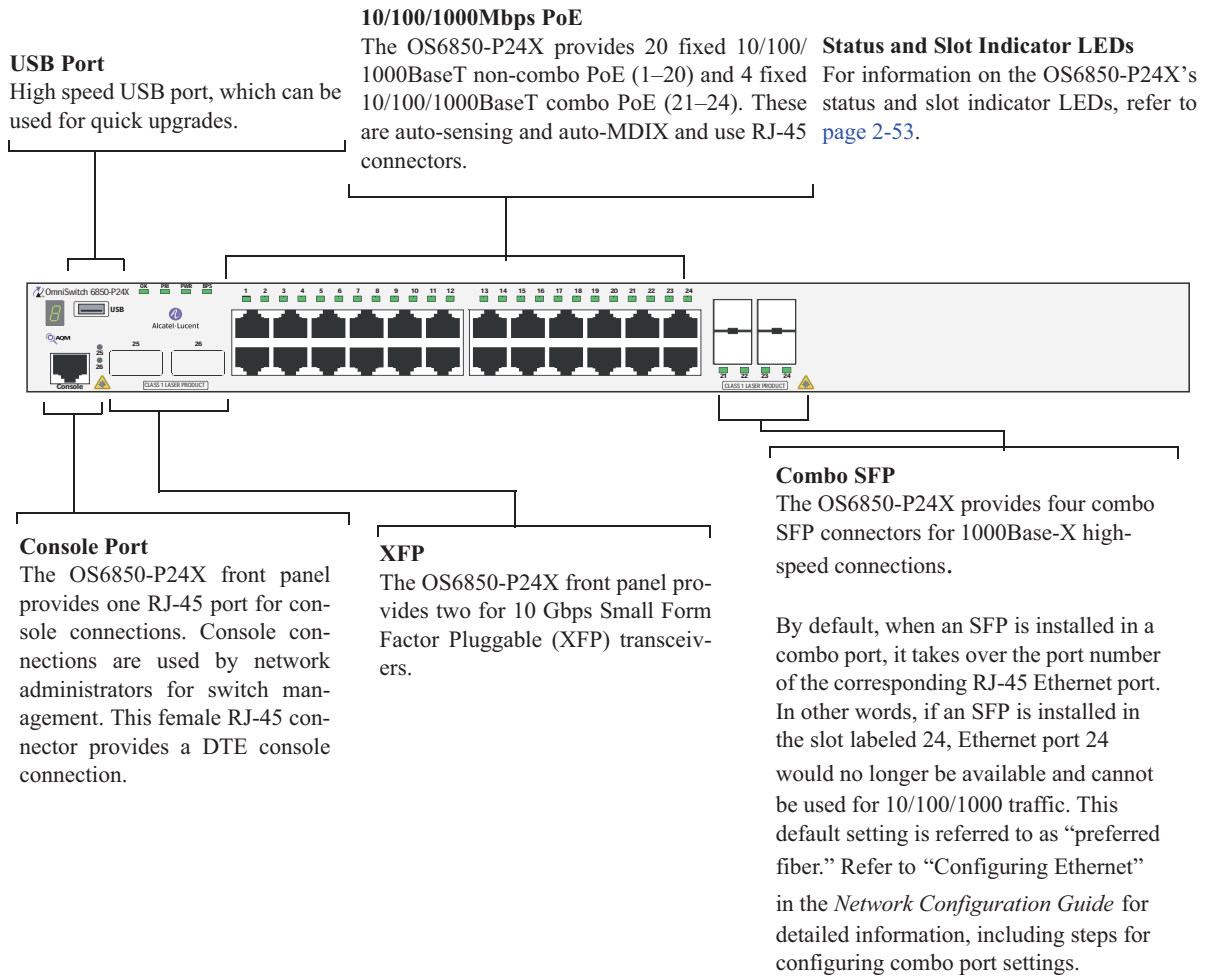 10/100/1000Mbps PoE
The OS6850-P24X provides 20 fixed 10/100/
1000BaseT non-combo PoE (1–20) and 4 fixed
10/100/1000BaseT combo PoE (21–24). These
are auto-sensing and auto-MDIX and use RJ-45
connectors.
USB Port
High speed USB port, which can be
used for quick upgrades.
Status and Slot Indicator LEDs
For information on the OS6850-P24X’s
status and slot indicator LEDs, refer to
page 2-53.
OmniSwitch 6850-P24X
OK PRI PWR BPS
1 2 3 4 5 6 7 8 9 10 11 12 13 14 15 16 17 18 19 20 21 22 23 24
USB
Alcatel·Lucent
AQM
25 26
25
26
Console
CLASS 1 LASER PRODUCT
21 22 23 24
CLASS 1 LASER PRODUCT
Console Port
The OS6850-P24X front panel
provides one RJ-45 port for con-
sole connections. Console con-
nections are used by network
administrators for switch man-
agement. This female RJ-45 con-
nector provides a DTE console
connection.
XFP
The OS6850-P24X front panel pro-
vides two for 10 Gbps Small Form
Factor Pluggable (XFP) transceiv-
ers.
Combo SFP
The OS6850-P24X provides four combo
SFP connectors for 1000Base-X high-
speed connections.
By default, when an SFP is installed in a
combo port, it takes over the port number
of the corresponding RJ-45 Ethernet port.
In other words, if an SFP is installed in
the slot labeled 24, Ethernet port 24
would no longer be available and cannot
be used for 10/100/1000 traffic. This
default setting is referred to as “preferred
fiber.” Refer to “Configuring Ethernet”
in the Network Configuration Guide for
detailed information, including steps for
configuring combo port settings.